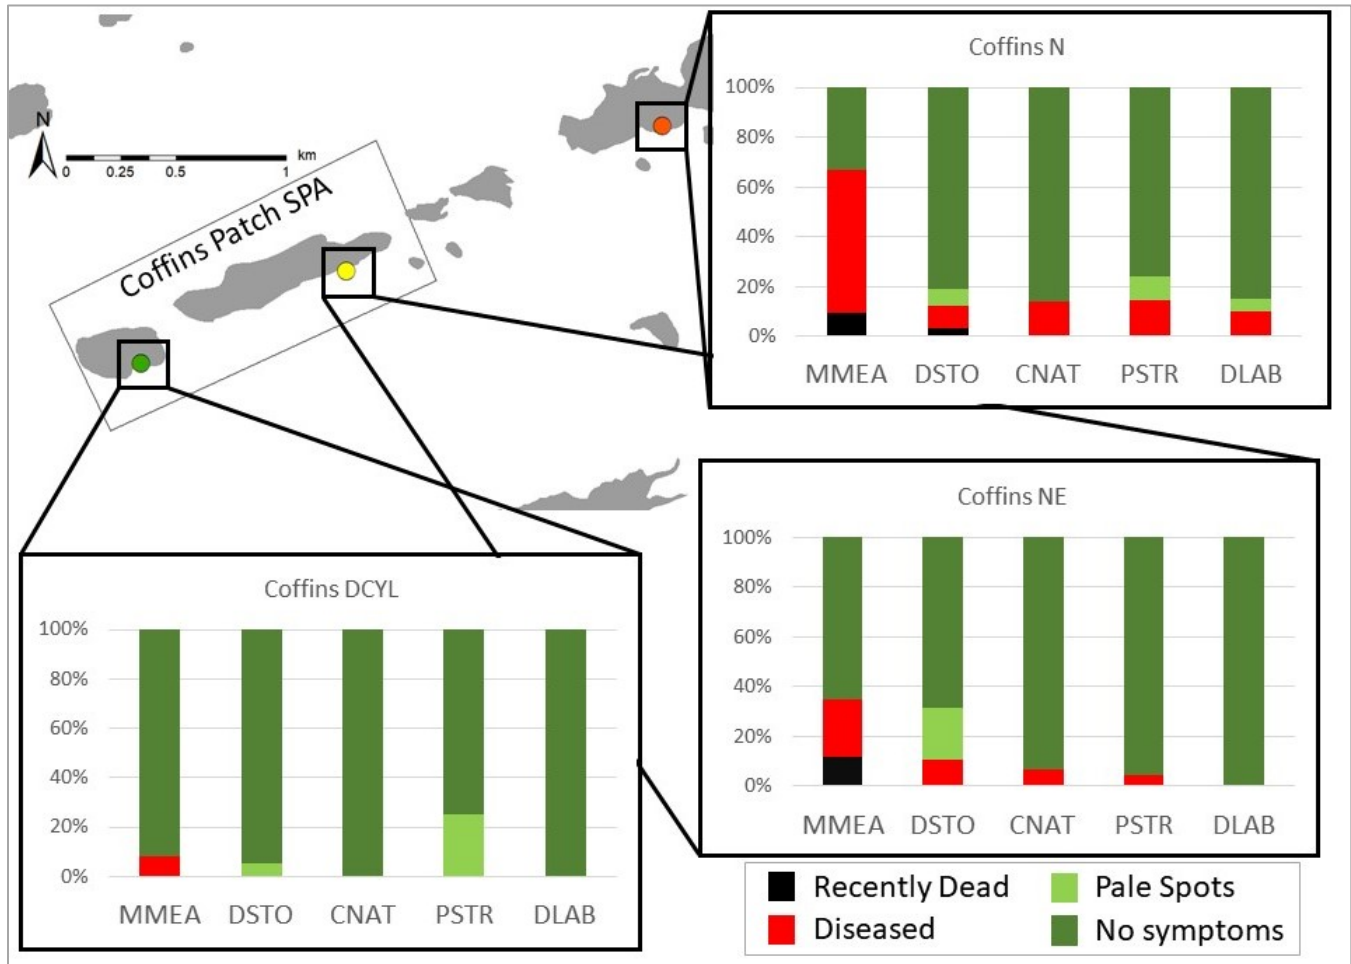 N
km
0 0.25 0.5 1
Coffins Patch SPA
Coffins N
100%
80%
60%
40%
20%
0%
MMEA DSTO CNAT PSTR DLAB
Coffins NE
100%
80%
60%
40%
20%
0%
MMEA DSTO CNAT PSTR DLAB
Coffins DCYL
100%
80%
60%
40%
20%
0%
MMEA DSTO CNAT PSTR DLAB
Recently Dead Pale Spots
Diseased No symptoms